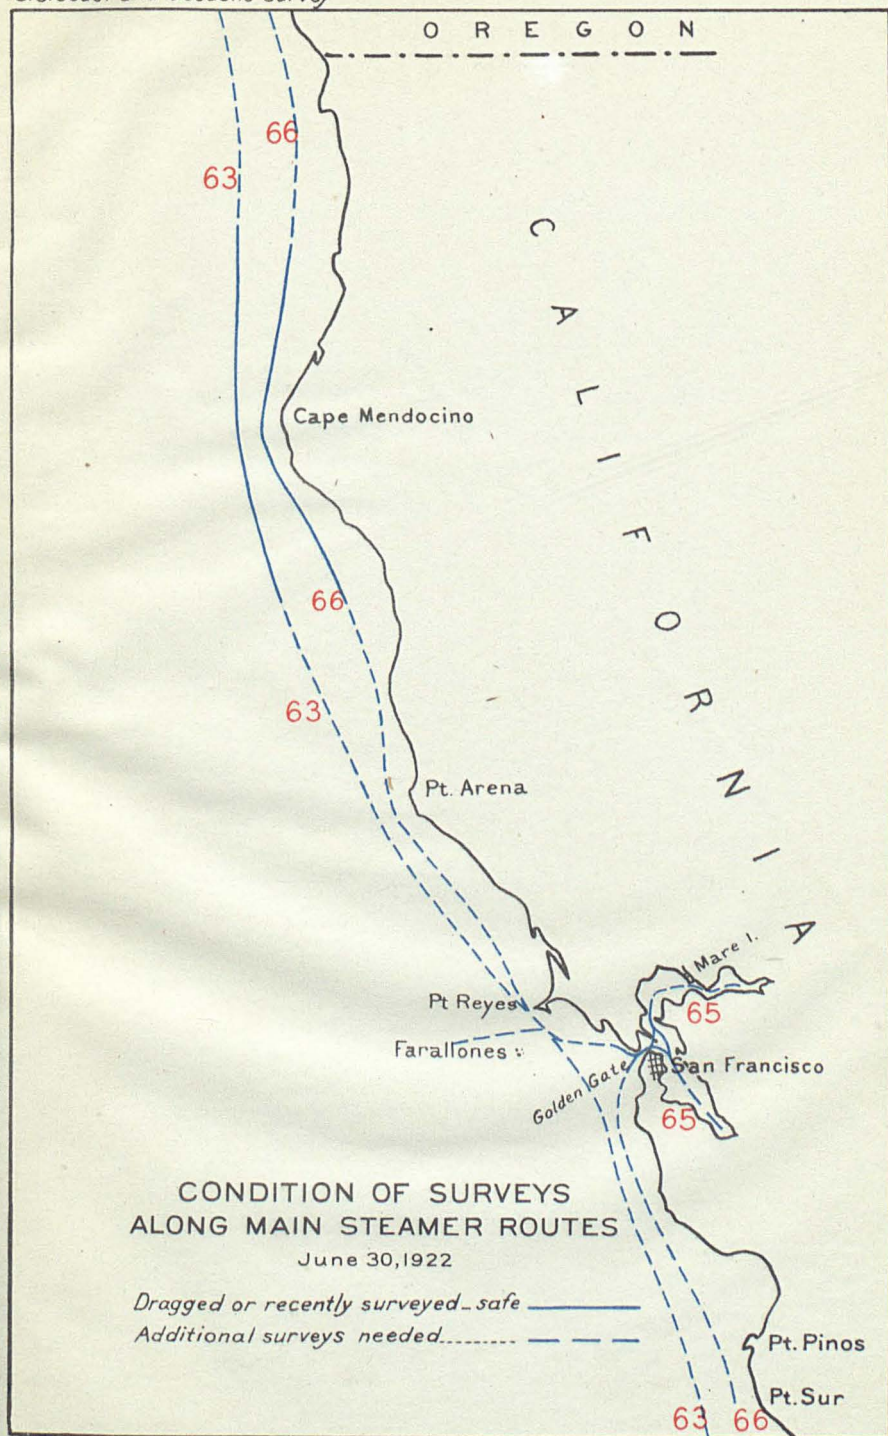 O R E G O N
66
63
C A L I F O R N I A
Cape Mendocino
66
63
Pt. Arena
Mare I.
Pt Reyes
65
Farallones
Golden Gate
San Francisco
65
CONDITION OF SURVEYS
ALONG MAIN STEAMER ROUTES
June 30,1922
Dragged or recently surveyed_safe
Additional surveys needed.........
Pt. Pinos
Pt. Sur
63 66